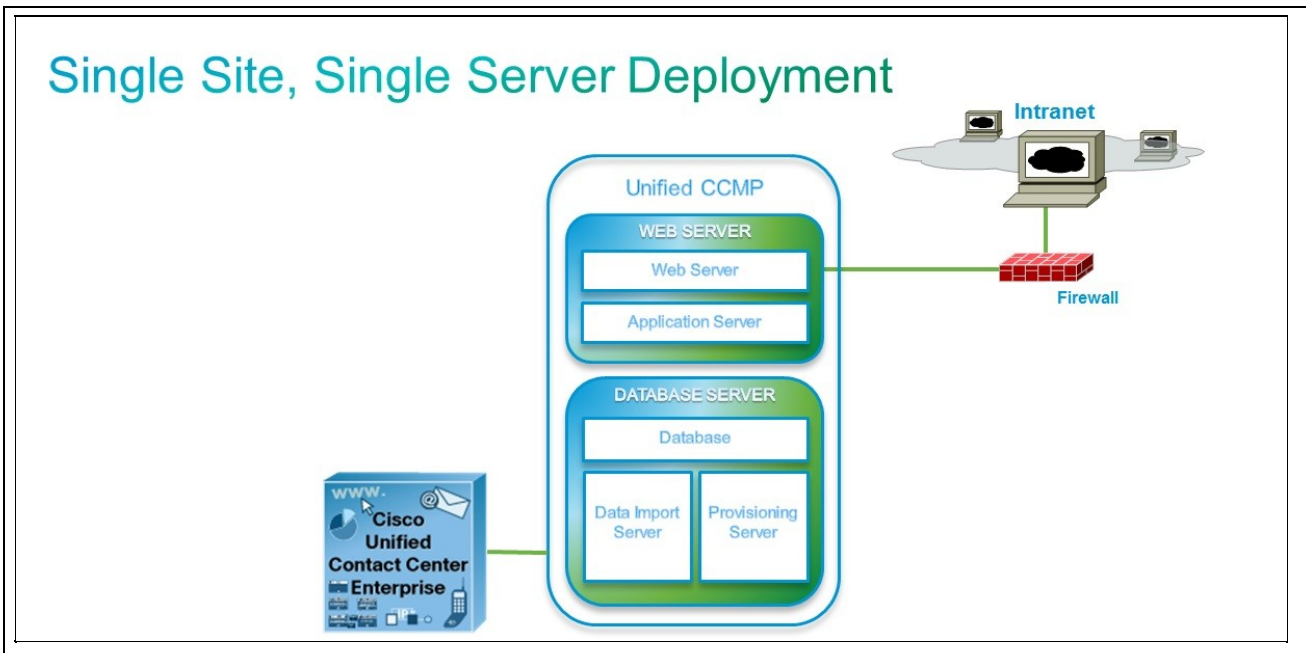 Single Site, Single Server Deployment
Intranet
Unified CCMP
WEB SERVER
Web Server
Application Server
Firewall
DATABASE SERVER
Database
Data Import
Server
Provisioning
Server
www.
@
Cisco
Unified
Contact Center
Enterprise
IP